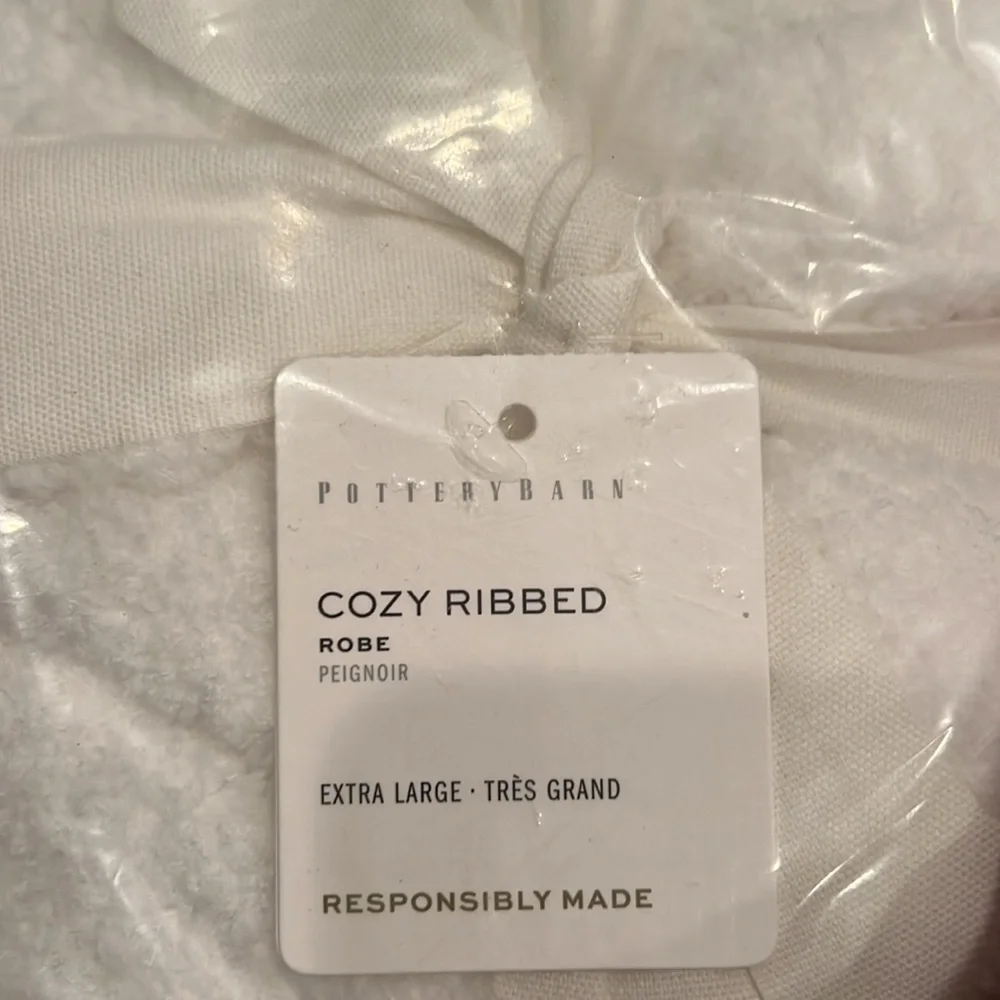 POTTERYBARN
COZY RIBBED
ROBE
PEIGNOIR
EXTRA LARGE · TRÈS GRAND
RESPONSIBLY MADE